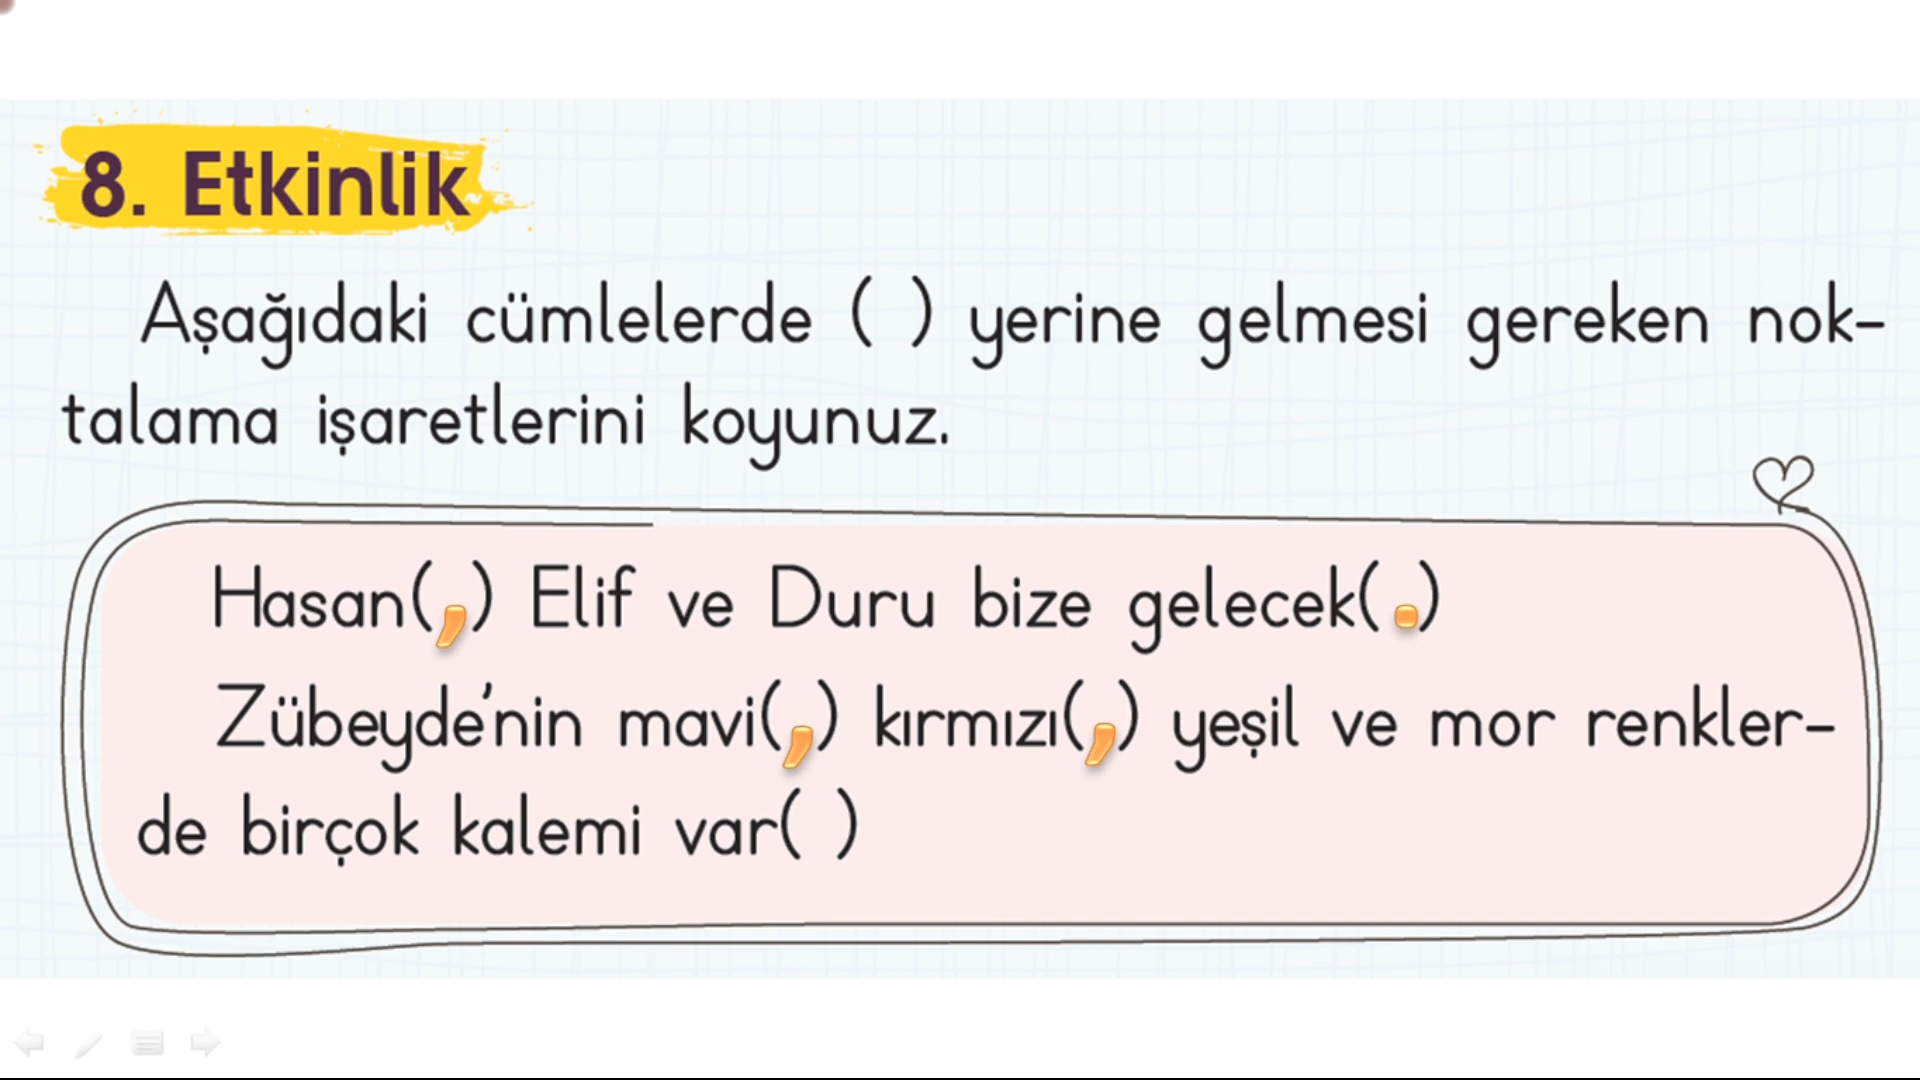 8. Etkinlik
Aşağıdaki cümlelerde ( ) yerine gelmesi gereken nok-
talama işaretlerini koyunuz.
Hasan(,) Elif ve Duru bize gelecek(.)
Zübeyde'nin mavi(,) kırmızı(,) yeşil ve mor renkler-
de birçok kalemi var( )